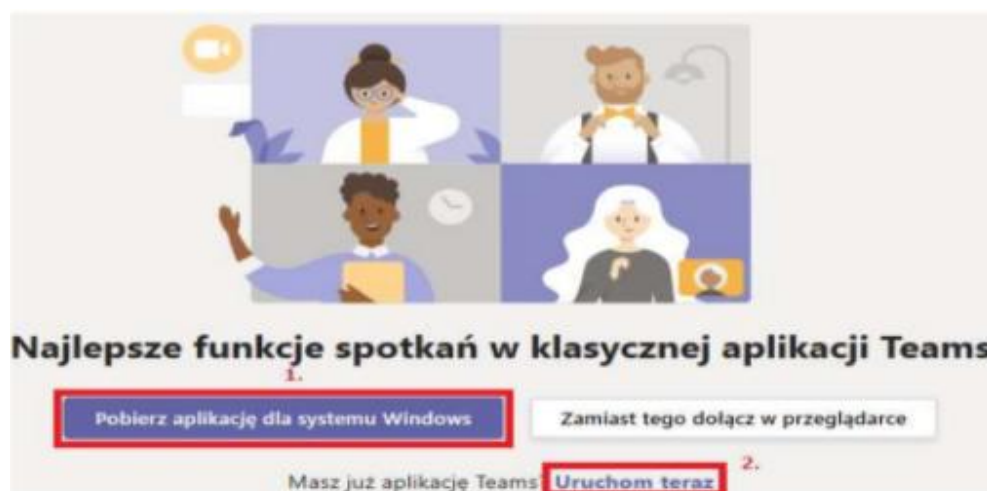 Najlepsze funkcje spotkań w klasycznej aplikacji Teams
1.
Pobierz aplikację dla systemu Windows
Zamiast tego dołącz w przeglądarce
2.
Masz już aplikację Teams? Uruchom teraz